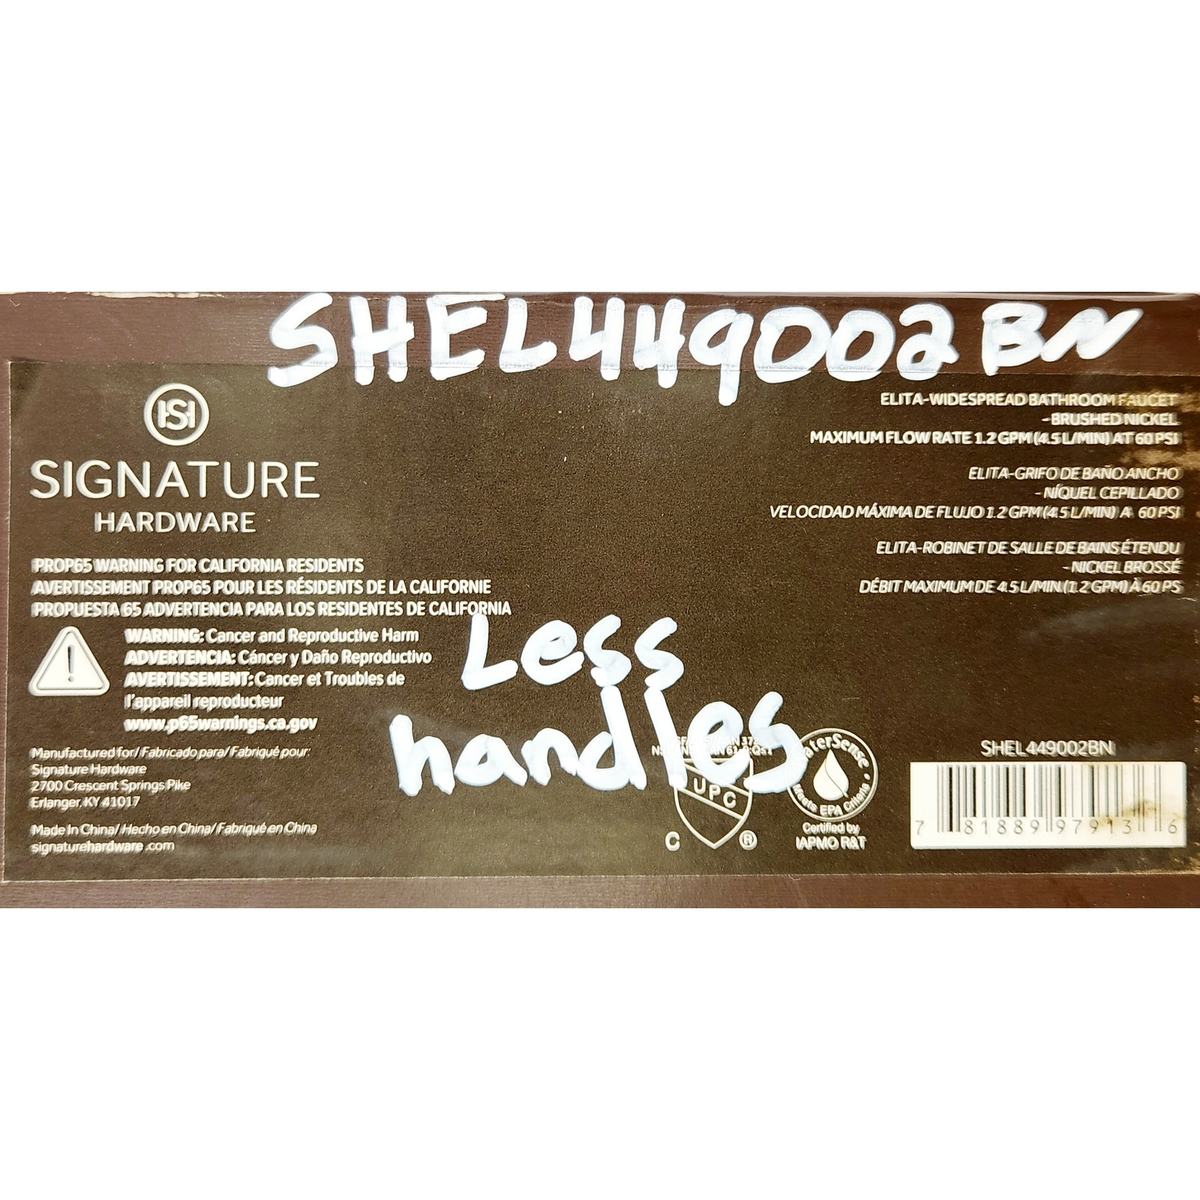 SHEL449002BN
ISH
SIGNATURE
HARDWARE
ELITA-WIDESPREAD BATHROOM FAUCET
-BRUSHED NICKEL
MAXIMUM FLOW RATE 1.2 GPM (4.5 L/MIN) AT 60 PSI
ELITA-GRIFO DE BAÑO ANCHO
-NÍQUEL CEPILLADO
VELOCIDAD MÁXIMA DE FLUJO 1.2 GPM (4.5 L/MIN) A 60 PSI
ELITA-ROBINET DE SALLE DE BAINS ÉTENDU
-NICKEL BROSSÉ
DÉBIT MAXIMUM DE 4.5 L/MIN (1.2 GPM) À 60 PS
PROP65 WARNING FOR CALIFORNIA RESIDENTS
AVERTISSEMENT PROP65 POUR LES RÉSIDENTS DE LA CALIFORNIE
PROPUESTA 65 ADVERTENCIA PARA LOS RESIDENTES DE CALIFORNIA
WARNING: Cancer and Reproductive Harm
ADVERTENCIA: Cáncer y Daño Reproductivo
AVERTISSEMENT: Cancer et Troubles de
l'appareil reproducteur
www.p65warnings.ca.gov
Less
handles
Manufactured for/ Fabricado para/ Fabriqué pour:
Signature Hardware
2700 Crescent Springs Pike
Erlanger, KY 41017
Made In China/ Hecho en China/ Fabriqué en China
signaturehardware.com
UPC
C ®
Meets EPA Criteria
Certified by
IAPMO R&T
SHEL449002BN
7 81889 97913 6